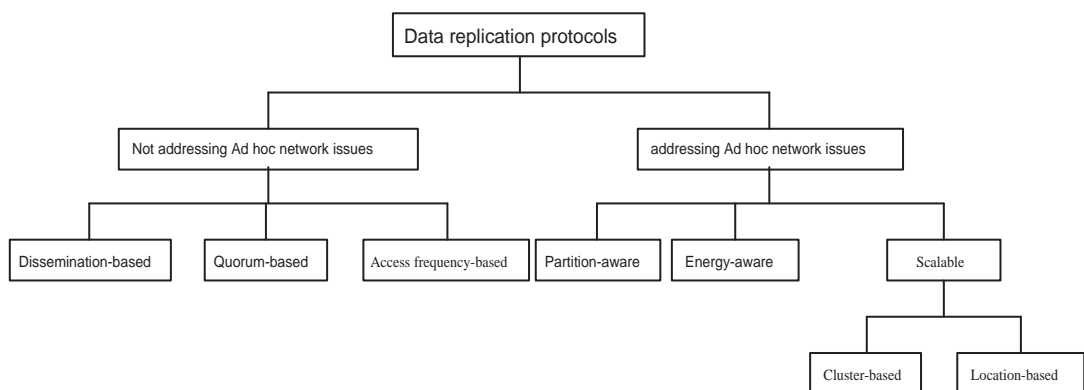 Data replication protocols
Not addressing Ad hoc network issues
addressing Ad hoc network issues
Dissemination-based
Quorum-based
Access frequency-based
Partition-aware
Energy-aware
Scalable
Cluster-based
Location-based